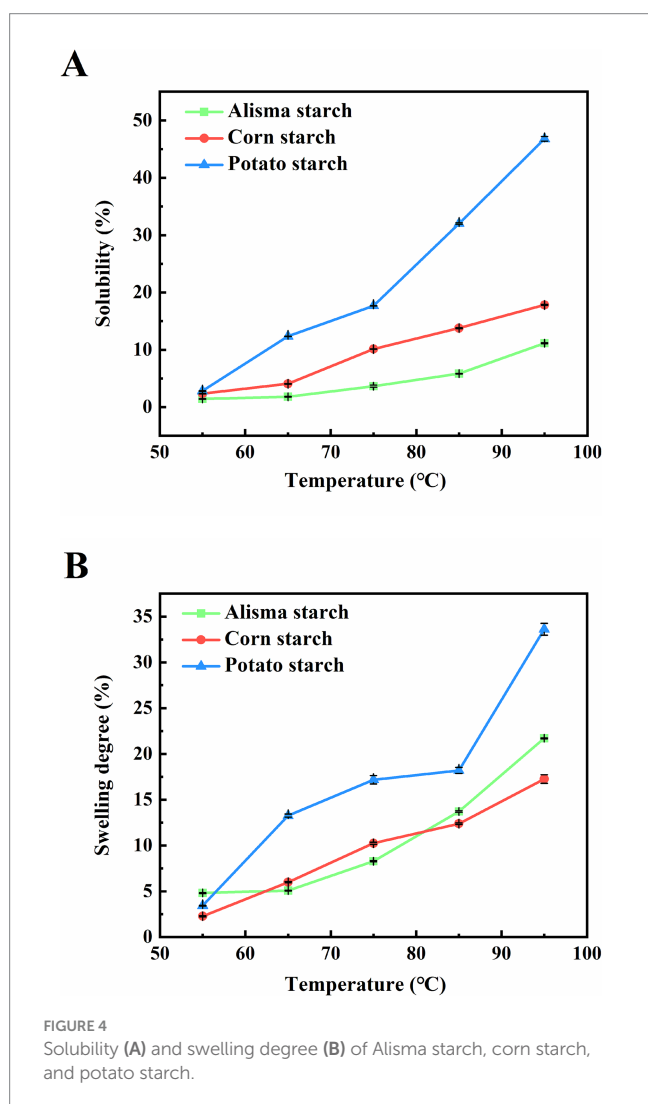 A
Alisma starch
Corn starch
Potato starch
50
40
30
20
10
0
50 60 70 80 90 100
Solubility (%)
Temperature (℃)
B
Alisma starch
Corn starch
Potato starch
35
30
25
20
15
10
5
0
50 60 70 80 90 100
Swelling degree (%)
Temperature (℃)
FIGURE 4
Solubility (A) and swelling degree (B) of Alisma starch, corn starch,
and potato starch.